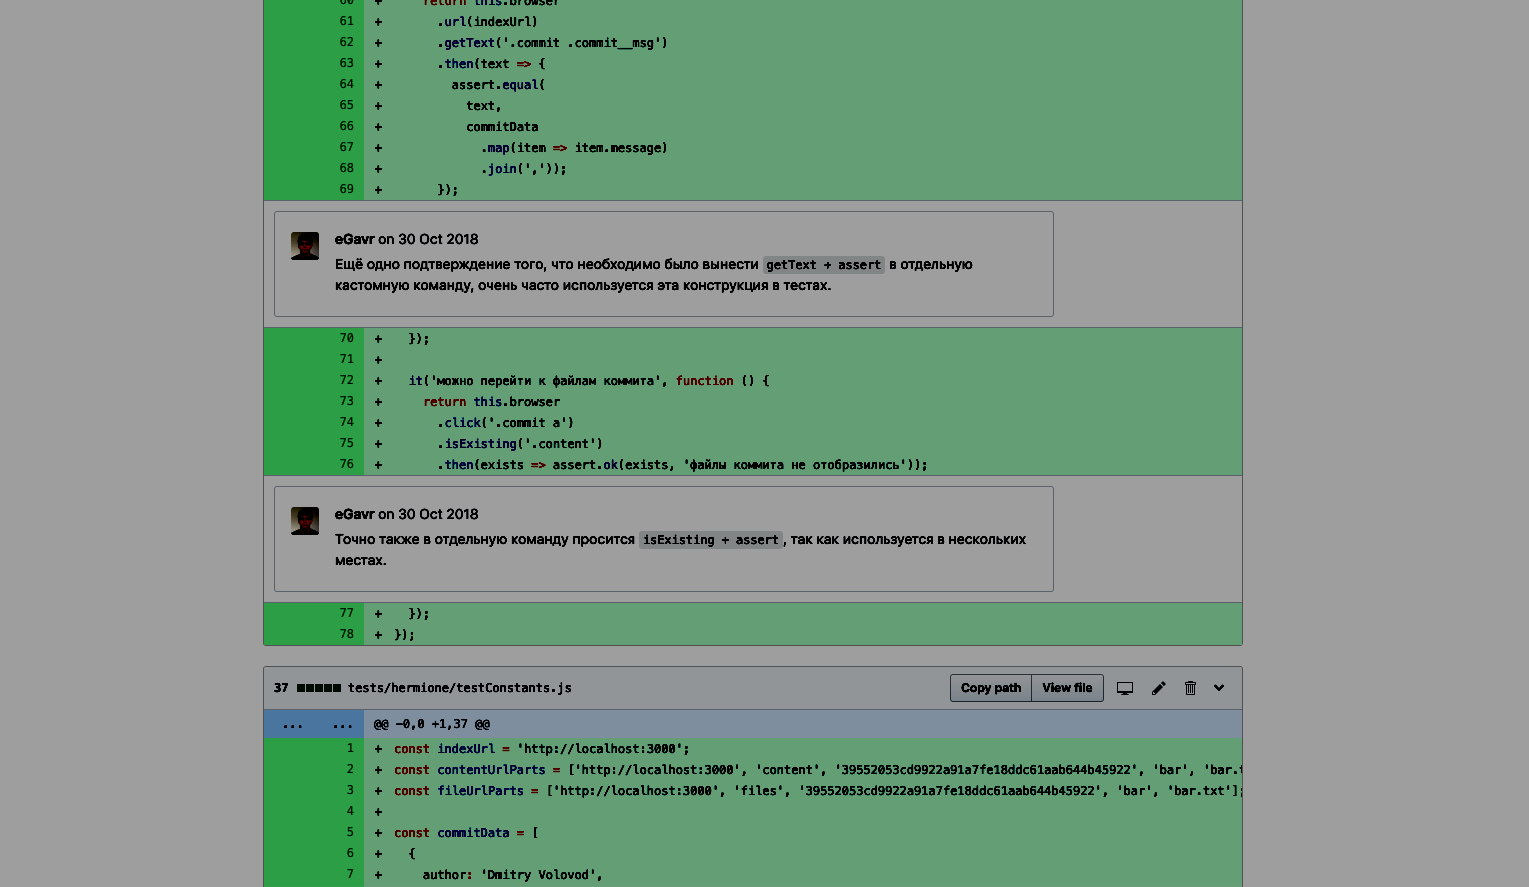 60 + return this.browser
61 + .url(indexUrl)
62 + .getText('.commit .commit__msg')
63 + .then(text => {
64 + assert.equal(
65 + text,
66 + commitData
67 + .map(item => item.message)
68 + .join(','));
69 + });
eGavr on 30 Oct 2018
Ещё одно подтверждение того, что необходимо было вынести getText + assert в отдельную
кастомную команду, очень часто используется эта конструкция в тестах.
70 + });
71 +
72 + it('можно перейти к файлам коммита', function () {
73 + return this.browser
74 + .click('.commit a')
75 + .isExisting('.content')
76 + .then(exists => assert.ok(exists, 'файлы коммита не отобразились'));
eGavr on 30 Oct 2018
Точно также в отдельную команду просится isExisting + assert, так как используется в нескольких
местах.
77 + });
78 + });
37 tests/hermione/testConstants.js Copy path View file
... ... @@ -0,0 +1,37 @@
1 + const indexUrl = 'http://localhost:3000';
2 + const contentUrlParts = ['http://localhost:3000', 'content', '39552053cd9922a91a7fe18ddc61aab644b45922', 'bar', 'bar.t
3 + const fileUrlParts = ['http://localhost:3000', 'files', '39552053cd9922a91a7fe18ddc61aab644b45922', 'bar', 'bar.txt'];
4 +
5 + const commitData = [
6 + {
7 + author: 'Dmitry Volovod',